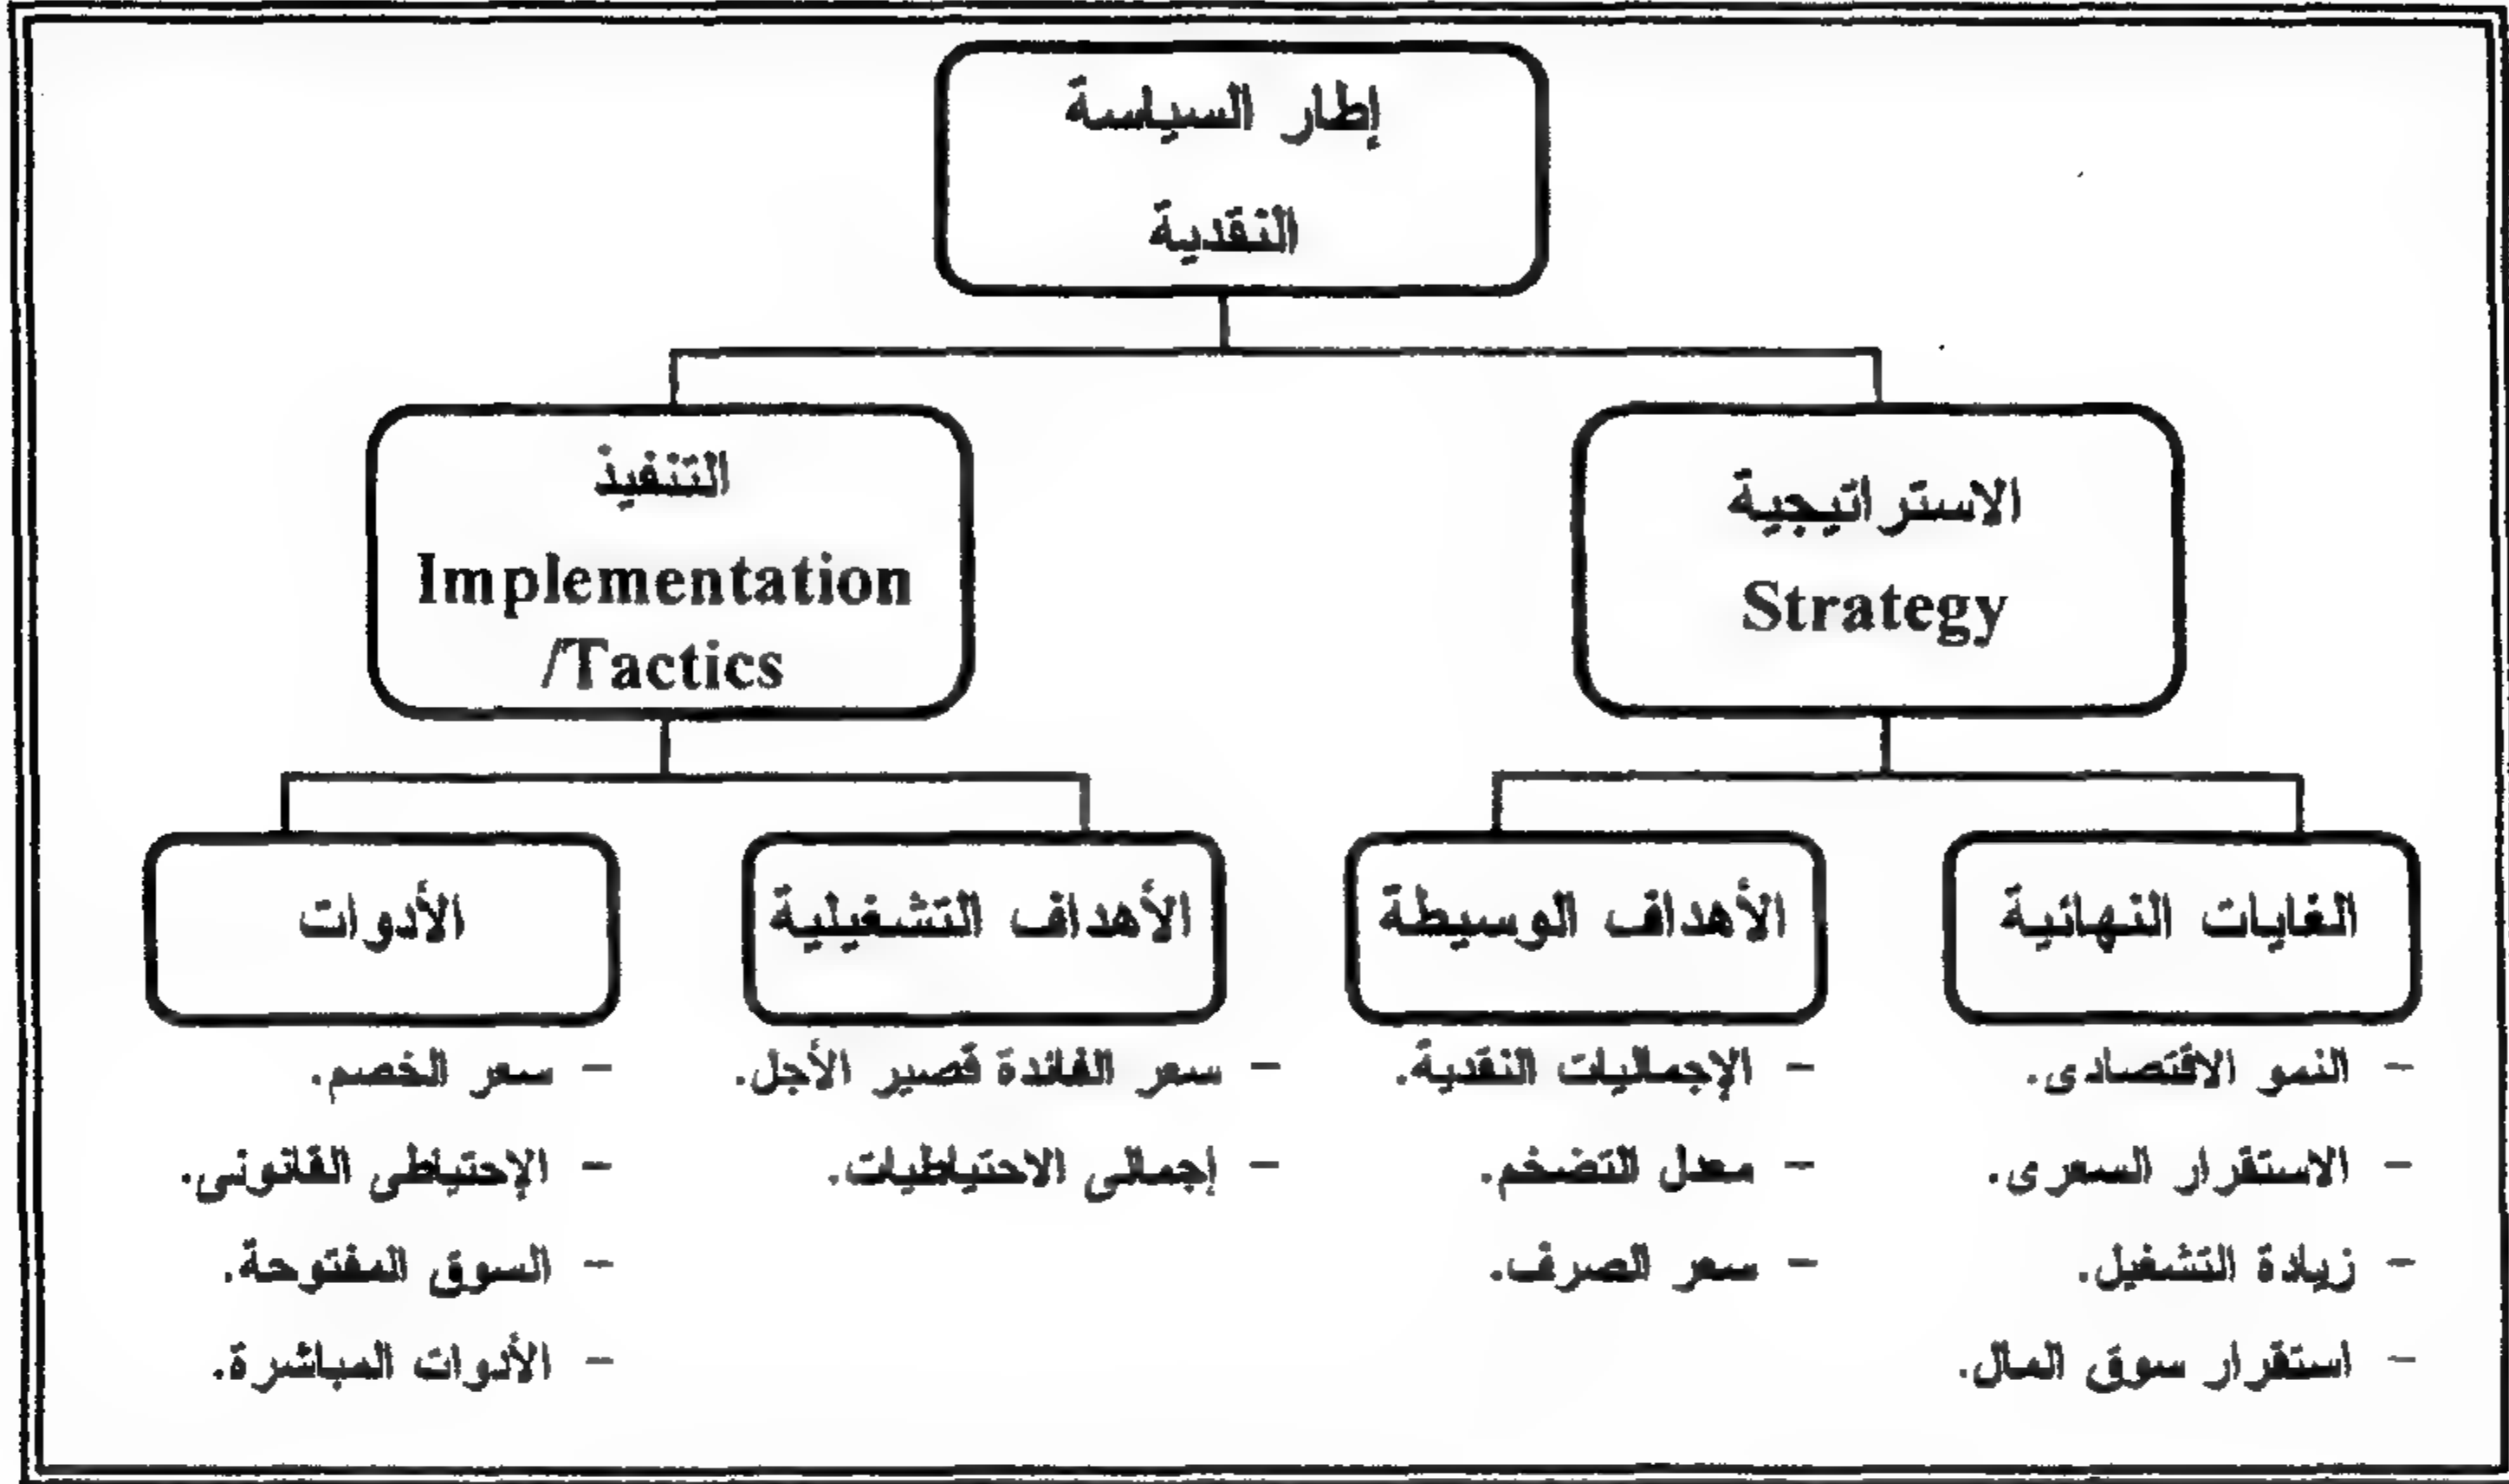 إطار السياسة
النقدية
الاستراتيجية
Strategy
التنفيذ
Implementation
/Tactics
الغايات النهائية
- النمو الاقتصادى.
- الاستقرار السعرى.
- زيادة التشغيل.
- استقرار سوق المال.
الأهداف الوسيطة
- الإجماليات النقدية.
- معدل التضخم.
- سعر الصرف.
الأهداف التشغيلية
- سعر الفائدة قصير الأجل.
- إجمالى الاحتياطيات.
الأدوات
- سعر الخصم.
- الإحتياطى القانونى.
- السوق المفتوحة.
- الأدوات المباشرة.